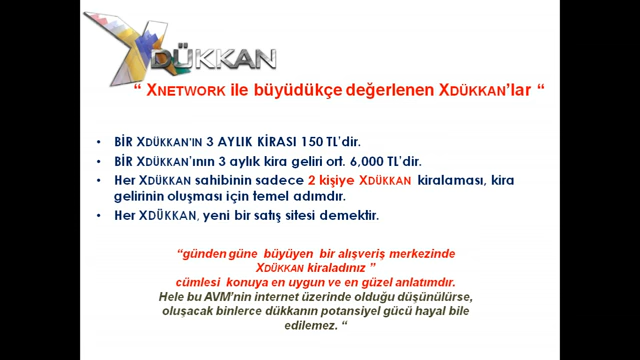 XDÜKKAN
“ XNETWORK ile büyüdükçe değerlenen XDÜKKAN’lar “
• BİR XDÜKKAN'IN 3 AYLIK KİRASI 150 TL’dir.
• BİR XDÜKKAN’ının 3 aylık kira geliri ort. 6,000 TL’dir.
• Her XDÜKKAN sahibinin sadece 2 kişiye XDÜKKAN kiralaması, kira
gelirinin oluşması için temel adımdır.
• Her XDÜKKAN, yeni bir satış sitesi demektir.
“günden güne büyüyen bir alışveriş merkezinde
XDÜKKAN kiraladınız ”
cümlesi konuya en uygun ve en güzel anlatımdır.
Hele bu AVM’nin internet üzerinde olduğu düşünülürse,
oluşacak binlerce dükkanın potansiyel gücü hayal bile
edilemez. “